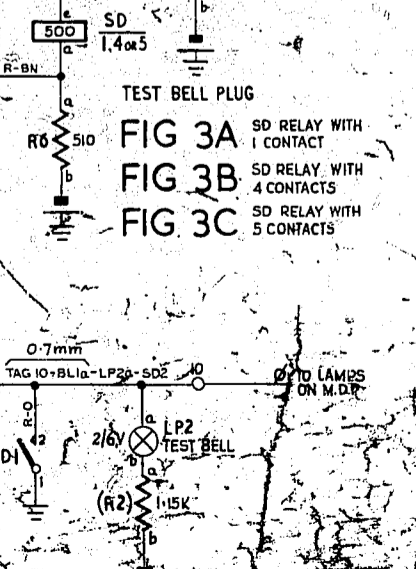 e
b
500
SD
1.4 or 5
a
R-BN
TEST BELL PLUG
a
R6
510
b
FIG 3A SD RELAY WITH 1 CONTACT
FIG 3B SD RELAY WITH 4 CONTACTS
FIG. 3C SD RELAY WITH 5 CONTACTS
0.7mm
TAG 10-BL1a-LP2a-SD2
10
TO LAMPS
ON M.D.F
R-O
2
D1
1
a
2/6V
LP2
TEST BELL
b
a
(R2)
1.15K
b